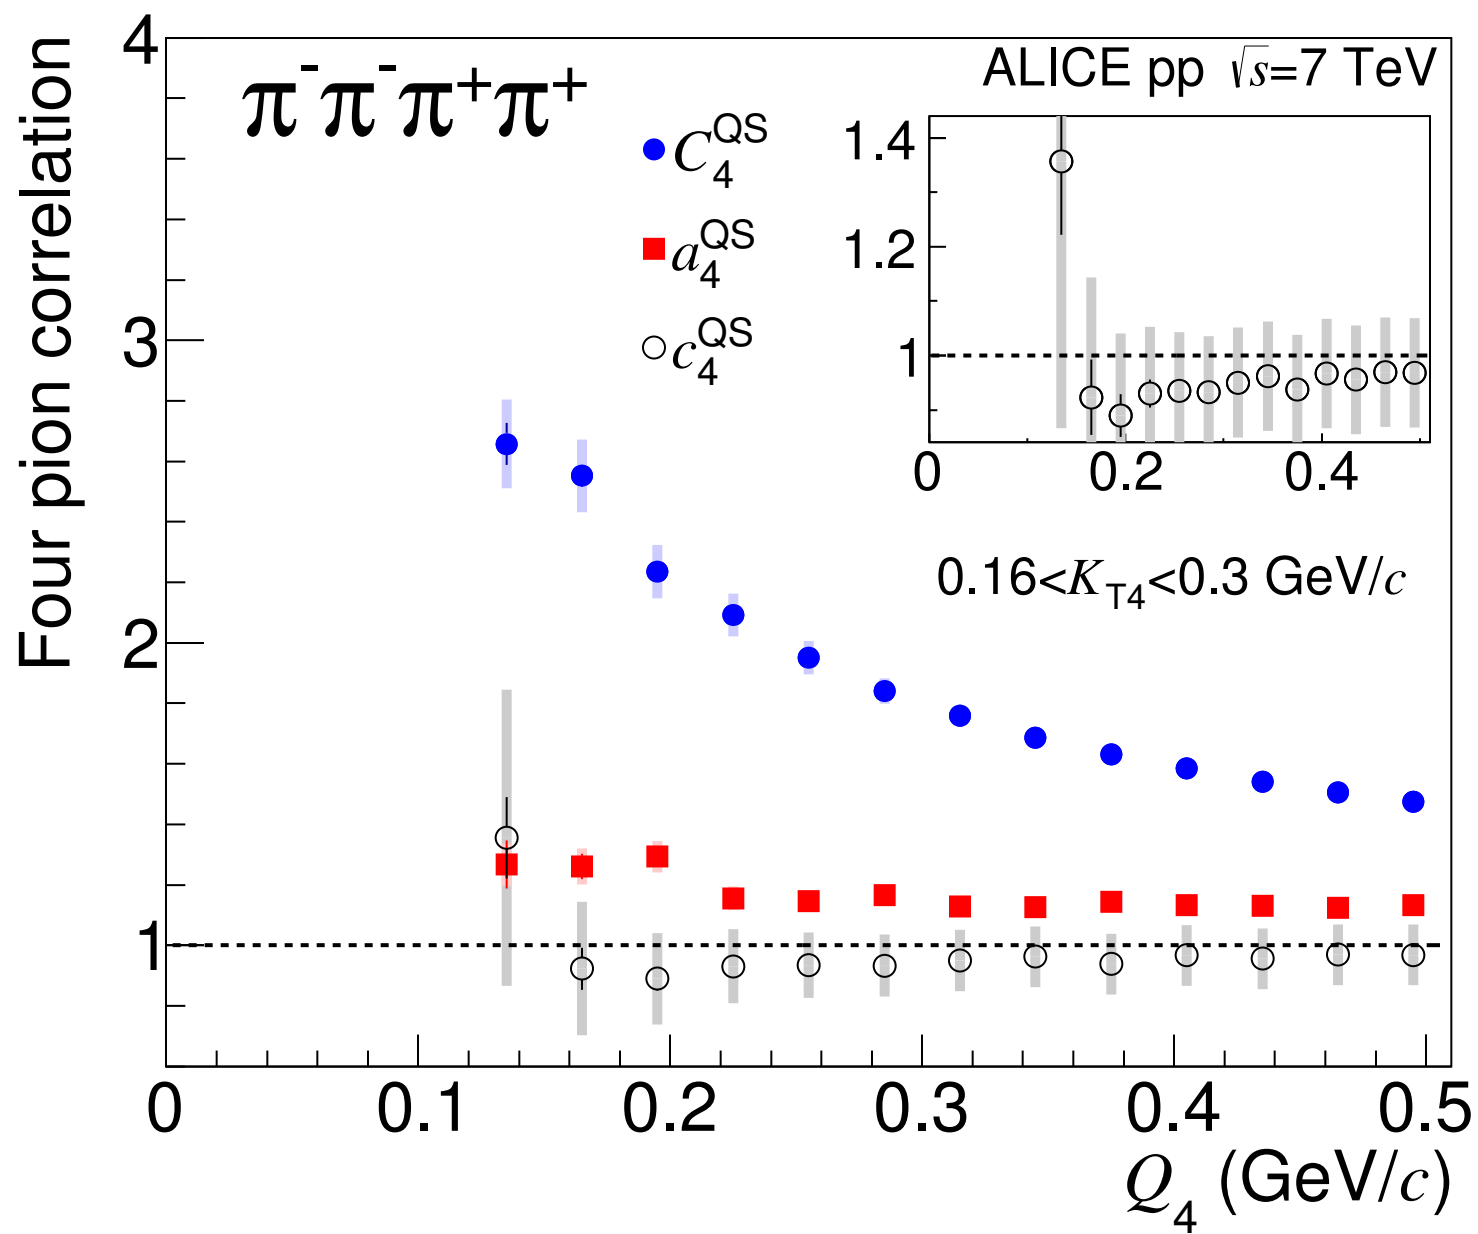 Four pion correlation
π⁻π⁻π⁺π⁺
ALICE pp √s=7 TeV
C₄^QS
a₄^QS
c₄^QS
4
3
2
1
1.4
1.2
1
0 0.2 0.4
0.16<K_T4<0.3 GeV/c
0 0.1 0.2 0.3 0.4 0.5
Q₄ (GeV/c)